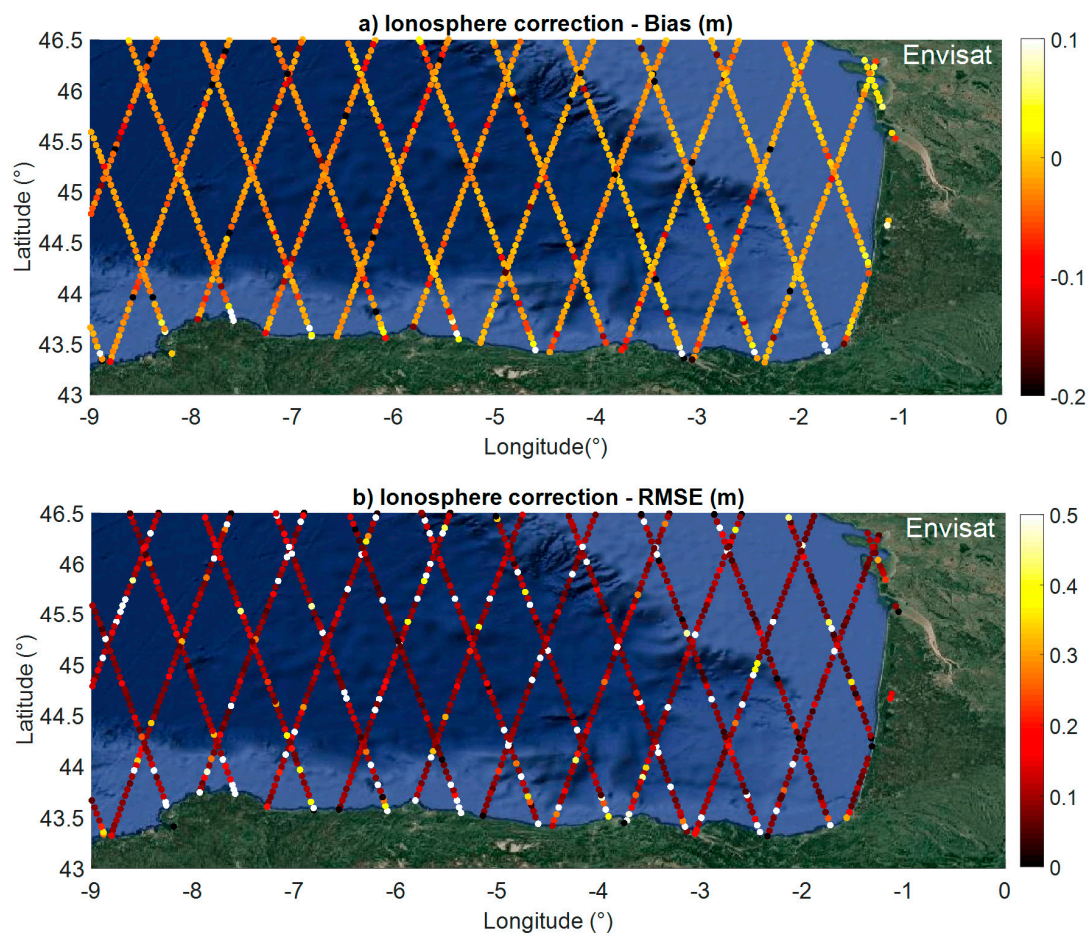 a) Ionosphere correction - Bias (m)
Envisat
46.5
46
45.5
45
44.5
44
43.5
43
Latitude (°)
-9 -8 -7 -6 -5 -4 -3 -2 -1 0
Longitude(°)
0.1
0
-0.1
-0.2
b) Ionosphere correction - RMSE (m)
Envisat
46.5
46
45.5
45
44.5
44
43.5
43
Latitude (°)
-9 -8 -7 -6 -5 -4 -3 -2 -1 0
Longitude (°)
0.5
0.4
0.3
0.2
0.1
0